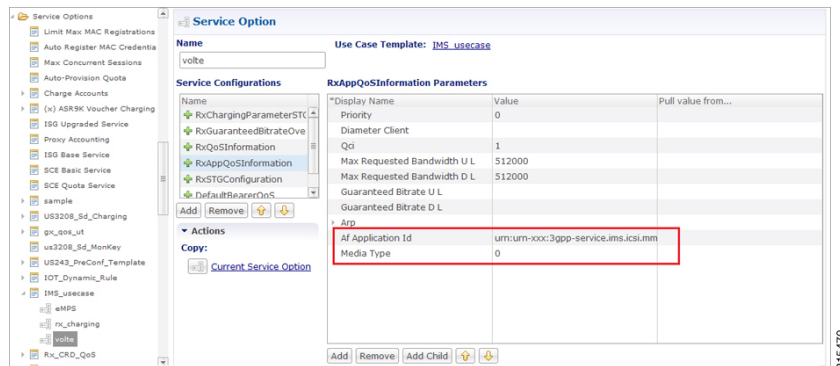 Service Options
Limit Max MAC Registrations
Auto Register MAC Credentia
Max Concurrent Sessions
Auto-Provision Quota
Charge Accounts
(x) ASR9K Voucher Charging
ISG Upgraded Service
Proxy Accounting
ISG Base Service
SCE Basic Service
SCE Quota Service
sample
US3208_Sd_Charging
gx_qos_ut
us3208_Sd_MonKey
US243_PreConf_Template
IOT_Dynamic_Rule
IMS_usecase
eMPS
rx_charging
volte
Rx_CRD_QoS
Service Option
Name
volte
Use Case Template: IMS_usecase
Service Configurations
Name
RxChargingParameterSTG
RxGuaranteedBitrateOve
RxQoSInformation
RxAppQoSInformation
RxSTGConfiguration
DefaultBearerQoS
Add Remove
Actions
Copy:
Current Service Option
RxAppQoSInformation Parameters
*Display Name Value Pull value from...
Priority 0
Diameter Client
Qci 1
Max Requested Bandwidth U L 512000
Max Requested Bandwidth D L 512000
Guaranteed Bitrate U L
Guaranteed Bitrate D L
Arp
Af Application Id urn:urn-xxx:3gpp-service.ims.icsi.mm
Media Type 0
Add Remove Add Child